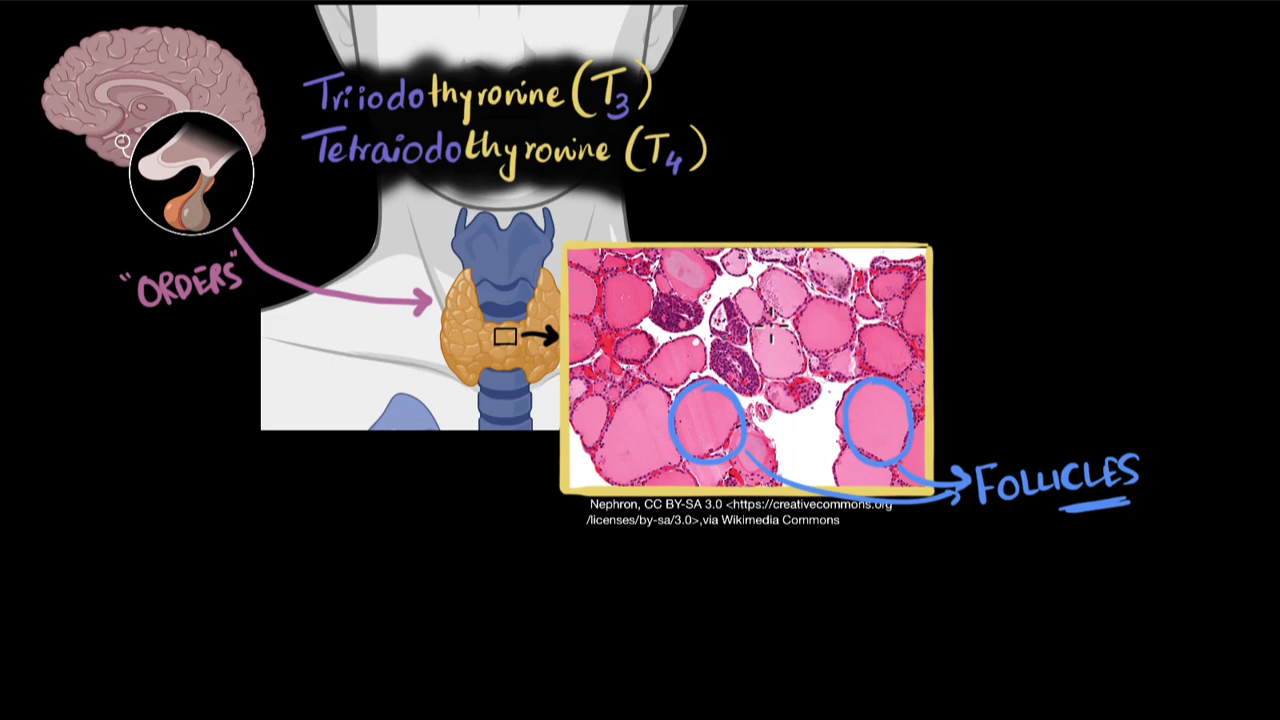 Triiodothyronine (T3)
Tetraiodothyronine (T4)
"ORDERS"
FOLLICLES
Nephron, CC BY-SA 3.0 <https://creativecommons.org
/licenses/by-sa/3.0>,via Wikimedia Commons